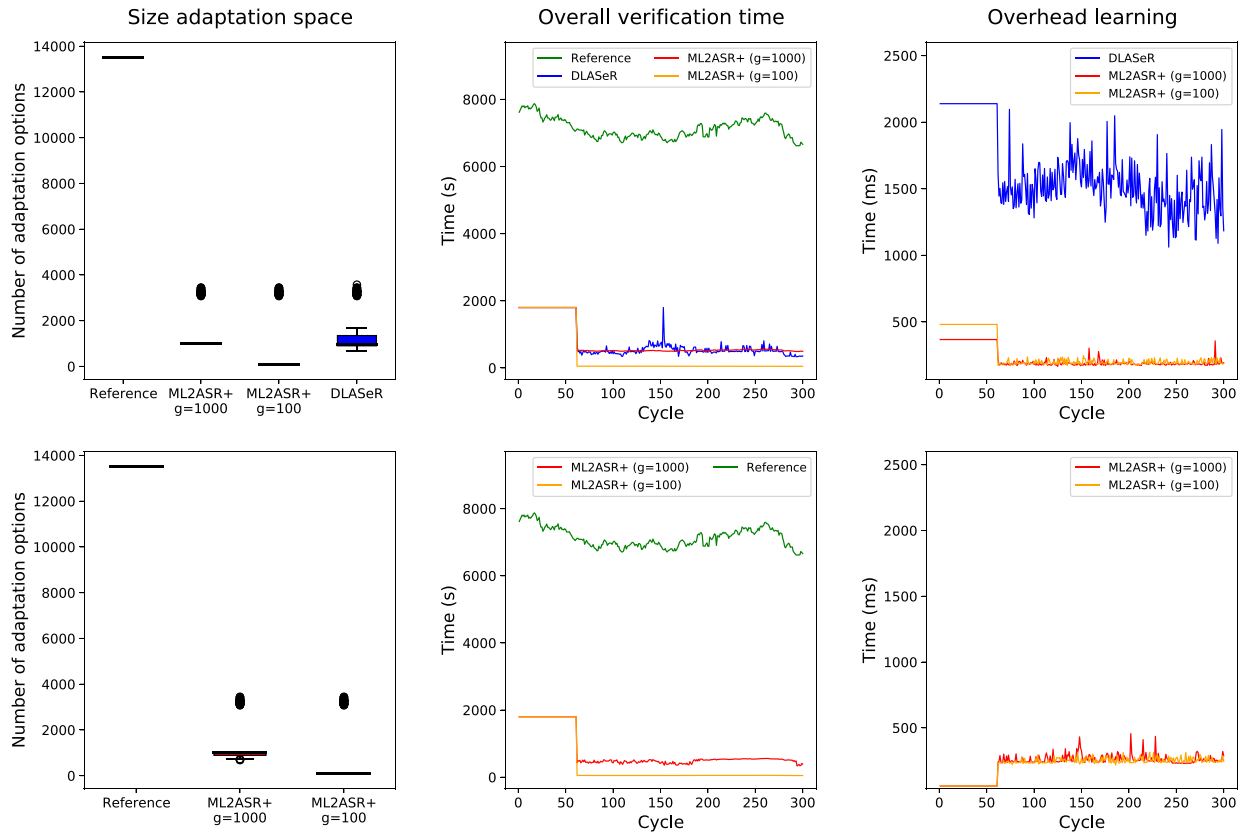 Size adaptation space
Overall verification time
Overhead learning
Number of adaptation options
14000
12000
10000
8000
6000
4000
2000
0
Reference
ML2ASR+
g=1000
ML2ASR+
g=100
DLASeR
Time (s)
8000
6000
4000
2000
0
Reference
DLASeR
ML2ASR+ (g=1000)
ML2ASR+ (g=100)
0
50
100
150
200
250
300
Cycle
Time (ms)
2500
2000
1500
1000
500
DLASeR
ML2ASR+ (g=1000)
ML2ASR+ (g=100)
0
50
100
150
200
250
300
Cycle
Number of adaptation options
14000
12000
10000
8000
6000
4000
2000
0
Reference
ML2ASR+
g=1000
ML2ASR+
g=100
Time (s)
8000
6000
4000
2000
0
ML2ASR+ (g=1000)
ML2ASR+ (g=100)
Reference
0
50
100
150
200
250
300
Cycle
Time (ms)
2500
2000
1500
1000
500
ML2ASR+ (g=1000)
ML2ASR+ (g=100)
0
50
100
150
200
250
300
Cycle